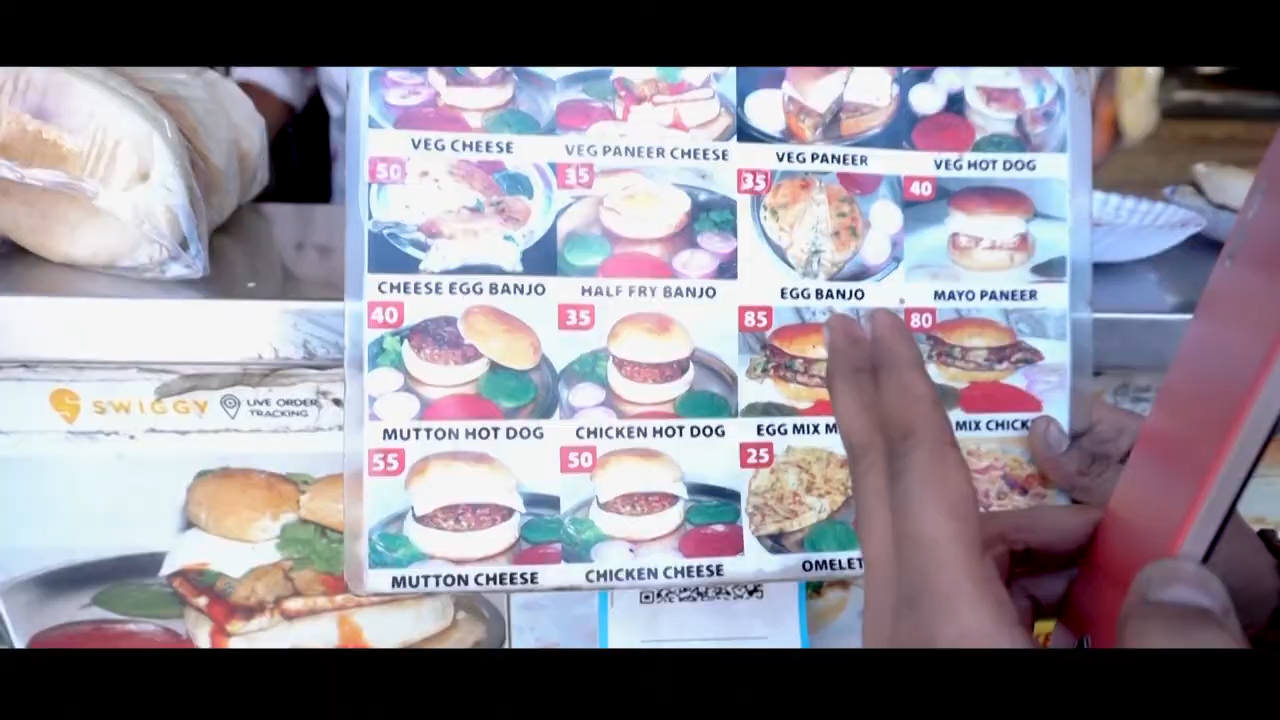 VEG CHEESE
VEG PANEER CHEESE
VEG PANEER
VEG HOT DOG
50
35
35
40
CHEESE EGG BANJO
HALF FRY BANJO
EGG BANJO
MAYO PANEER
40
35
85
80
MUTTON HOT DOG
CHICKEN HOT DOG
EGG MIX
MIX
55
50
25
MUTTON CHEESE
CHICKEN CHEESE
SWIGGY
LIVE ORDER
TRACKING